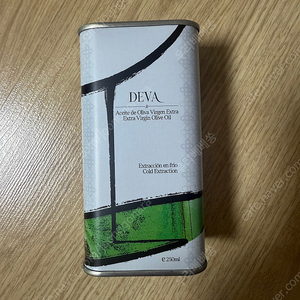 DEVA
Aceite de Oliva Virgen Extra
Extra Virgin Olive Oil
Extracción en frío
Cold Extraction
e 250ml